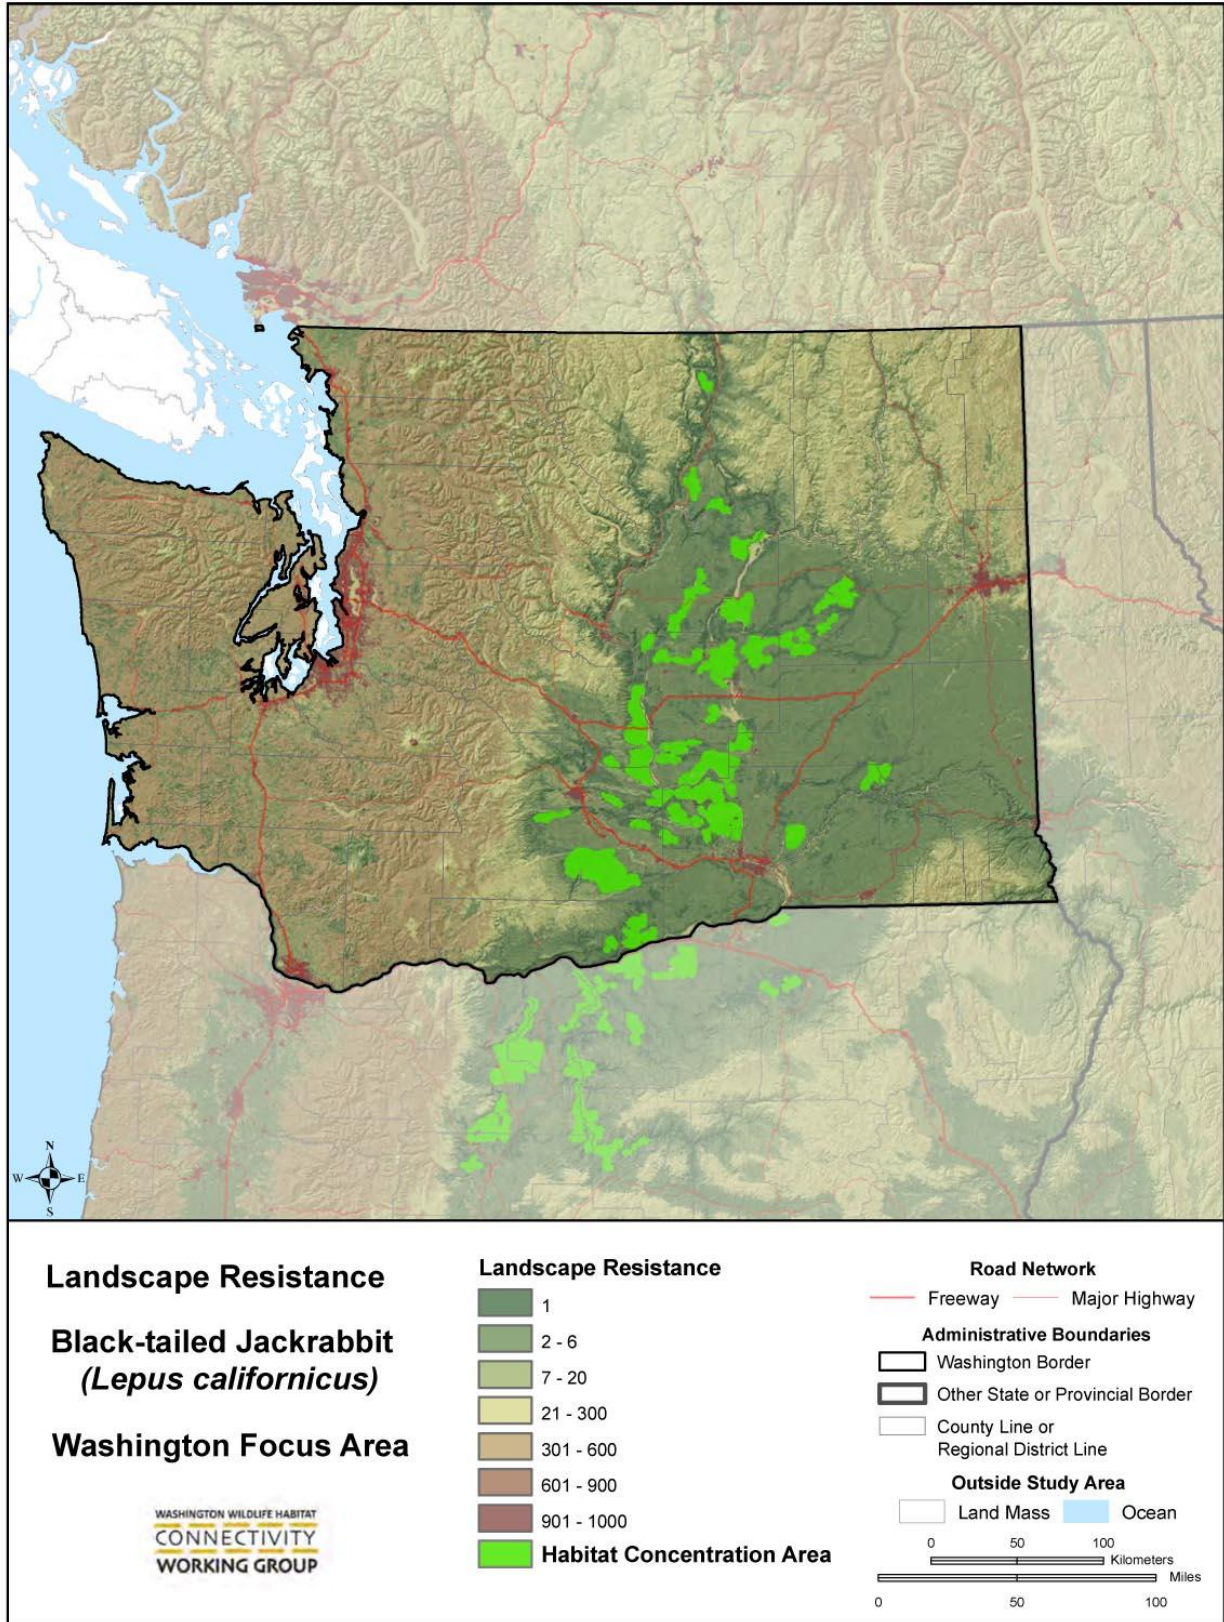 N
W E
S
Landscape Resistance
Black-tailed Jackrabbit
(Lepus californicus)
Washington Focus Area
WASHINGTON WILDLIFE HABITAT
CONNECTIVITY
WORKING GROUP
Landscape Resistance
1
2 - 6
7 - 20
21 - 300
301 - 600
601 - 900
901 - 1000
Habitat Concentration Area
Road Network
Freeway Major Highway
Administrative Boundaries
Washington Border
Other State or Provincial Border
County Line or
Regional District Line
Outside Study Area
Land Mass Ocean
0 50 100
Kilometers
Miles
0 50 100